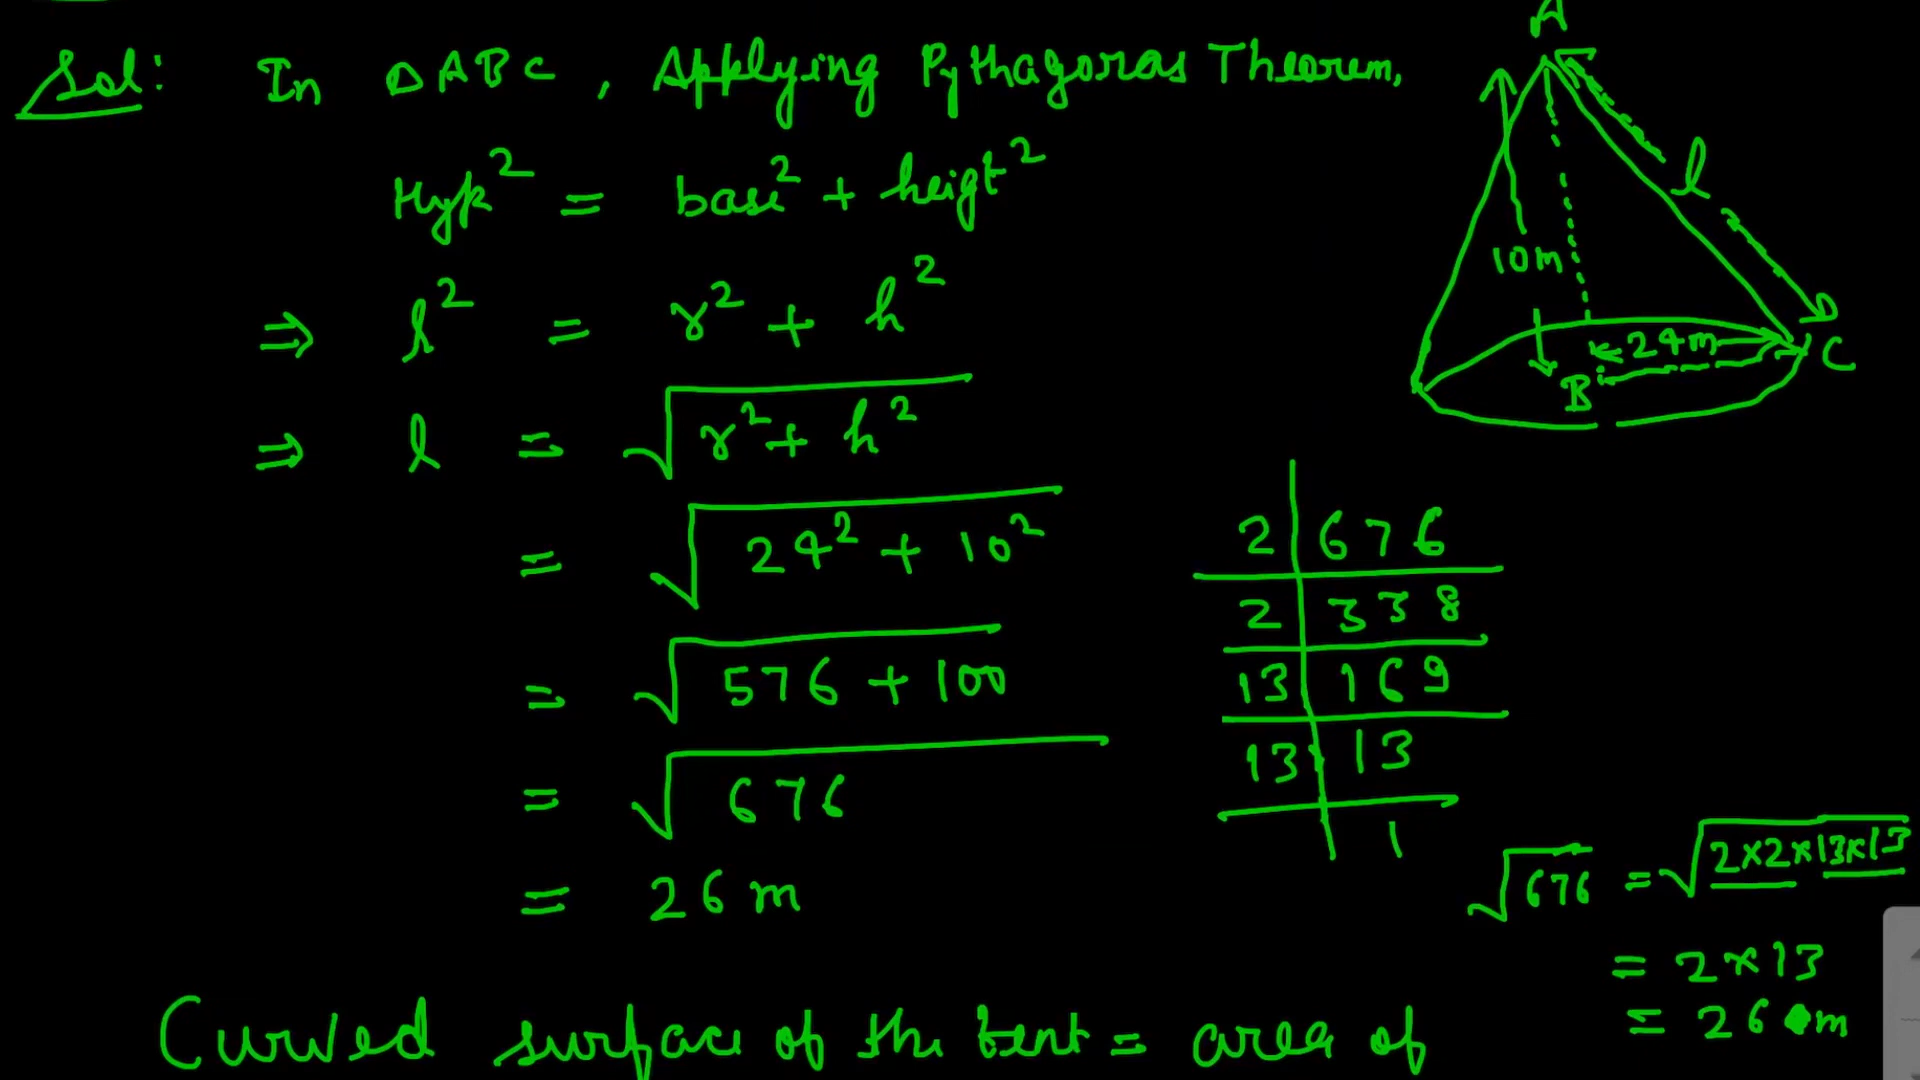 Sol: In ΔABC, Applying Pythagoras Theorem,
Hyp² = base² + heigt²
⇒ l² = r² + h²
⇒ l = √(r² + h²)
= √(24² + 10²)
= √(576 + 100)
= √676
= 26 m
Curved surface of the tent = area of
A
l
10m
24m
B
C
2 | 676
2 | 338
13 | 169
13 | 13
1
√676 = √(2×2×13×13)
= 2×13
= 26 m